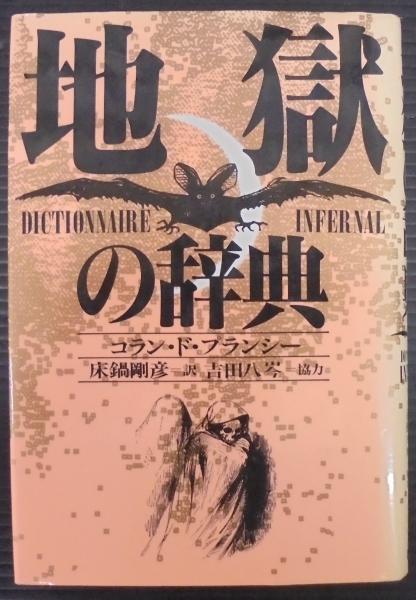 地獄
DICTIONNAIRE INFERNAL
の辞典
コラン・ド・プランシー
床鍋剛彦─訳 吉田八岑─協力